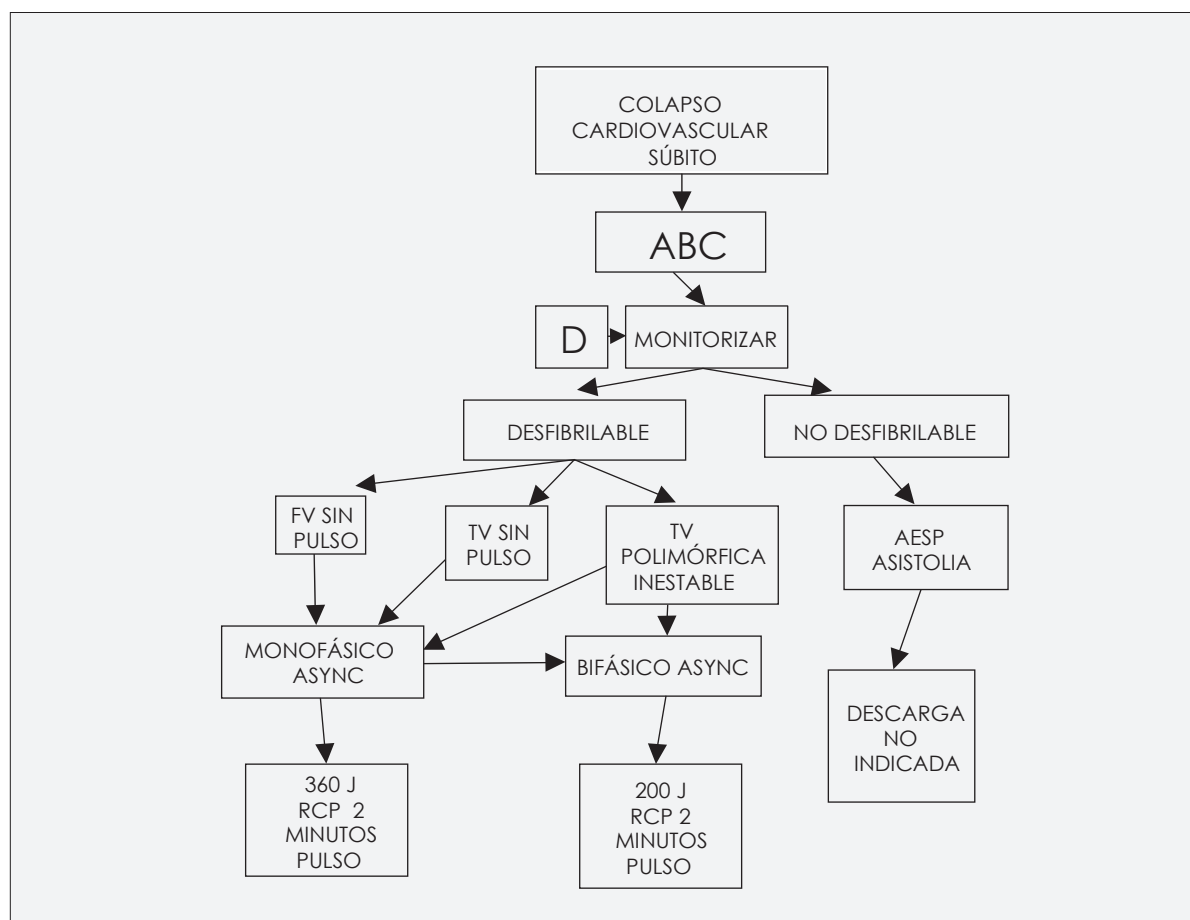 COLAPSO
CARDIOVASCULAR
SÚBITO
ABC
D
MONITORIZAR
DESFIBRILABLE
NO DESFIBRILABLE
FV SIN
PULSO
TV SIN
PULSO
TV
POLIMÓRFICA
INESTABLE
AESP
ASISTOLIA
MONOFÁSICO
ASYNC
BIFÁSICO ASYNC
DESCARGA
NO
INDICADA
360 J
RCP 2
MINUTOS
PULSO
200 J
RCP 2
MINUTOS
PULSO